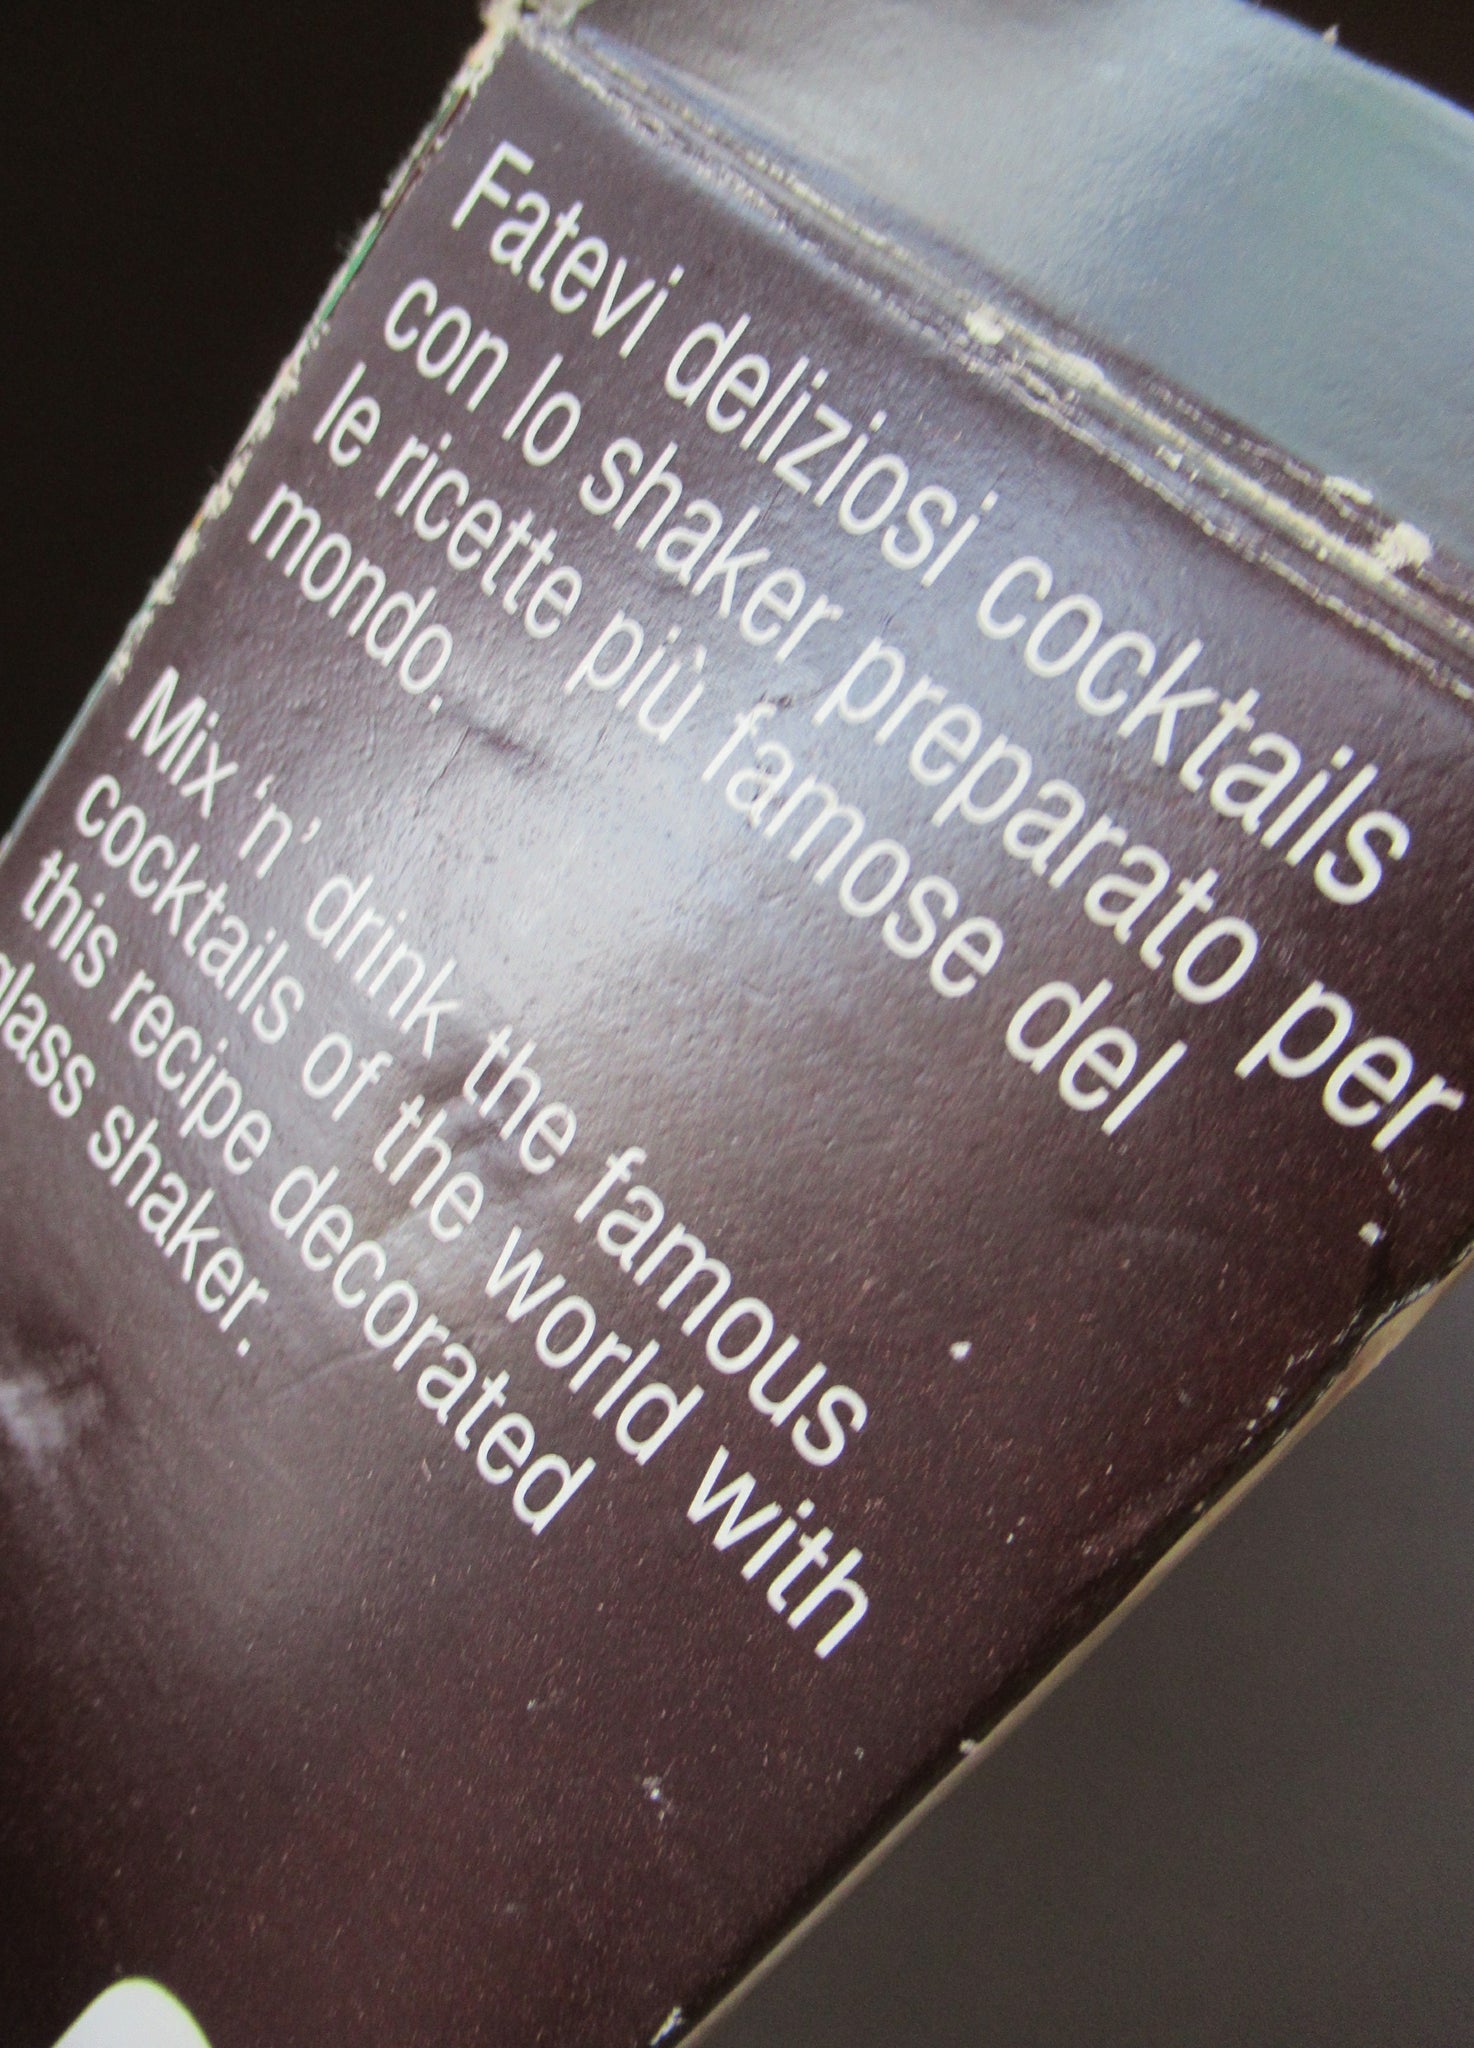 Fatevi deliziosi cocktails
con lo shaker preparato per
le ricette più famose del
mondo.
Mix ‘n’ drink the famous
cocktails of the world with
this recipe decorated
glass shaker.